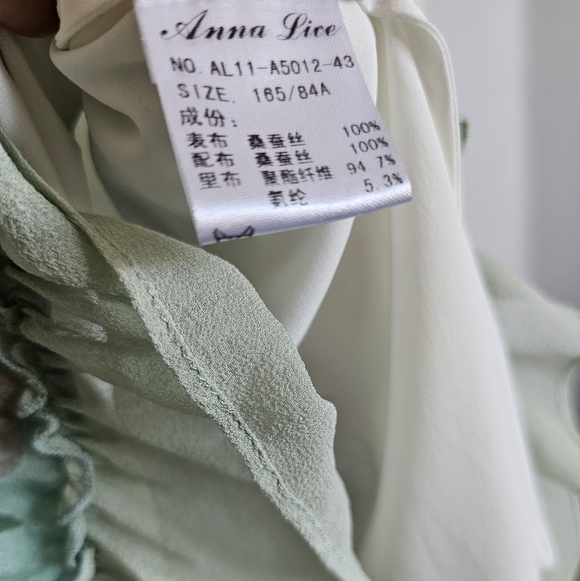 Anna Lice
NO. AL11-A5012-43
SIZE. 165/84A
成份:
表布 桑蚕丝 100%
配布 桑蚕丝 100%
里布 聚酯纤维 94.7%
氨纶 5.3%